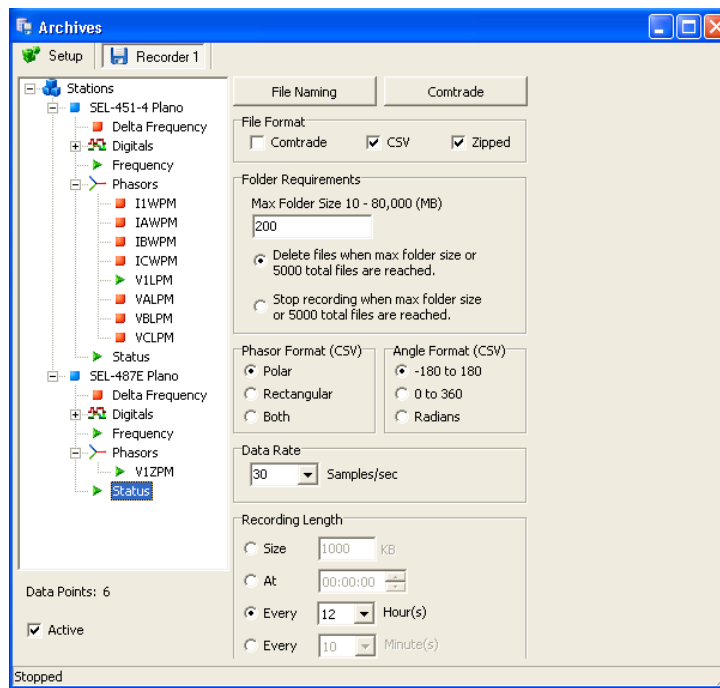 Archives
Setup
Recorder 1
Stations
SEL-451-4 Plano
Delta Frequency
Digitals
Frequency
Phasors
I1WPM
IAWPM
IBWPM
ICWPM
V1LPM
VALPM
VBLPM
VCLPM
Status
SEL-487E Plano
Delta Frequency
Digitals
Frequency
Phasors
V1ZPM
Status
Data Points: 6
Active
File Naming
Comtrade
File Format
Comtrade
CSV
Zipped
Folder Requirements
Max Folder Size 10 - 80,000 (MB)
200
Delete files when max folder size or
5000 total files are reached.
Stop recording when max folder size
or 5000 total files are reached.
Phasor Format (CSV)
Polar
Rectangular
Both
Angle Format (CSV)
-180 to 180
0 to 360
Radians
Data Rate
30 Samples/sec
Recording Length
Size 1000 KB
At 00:00:00
Every 12 Hour(s)
Every 10 Minute(s)
Stopped